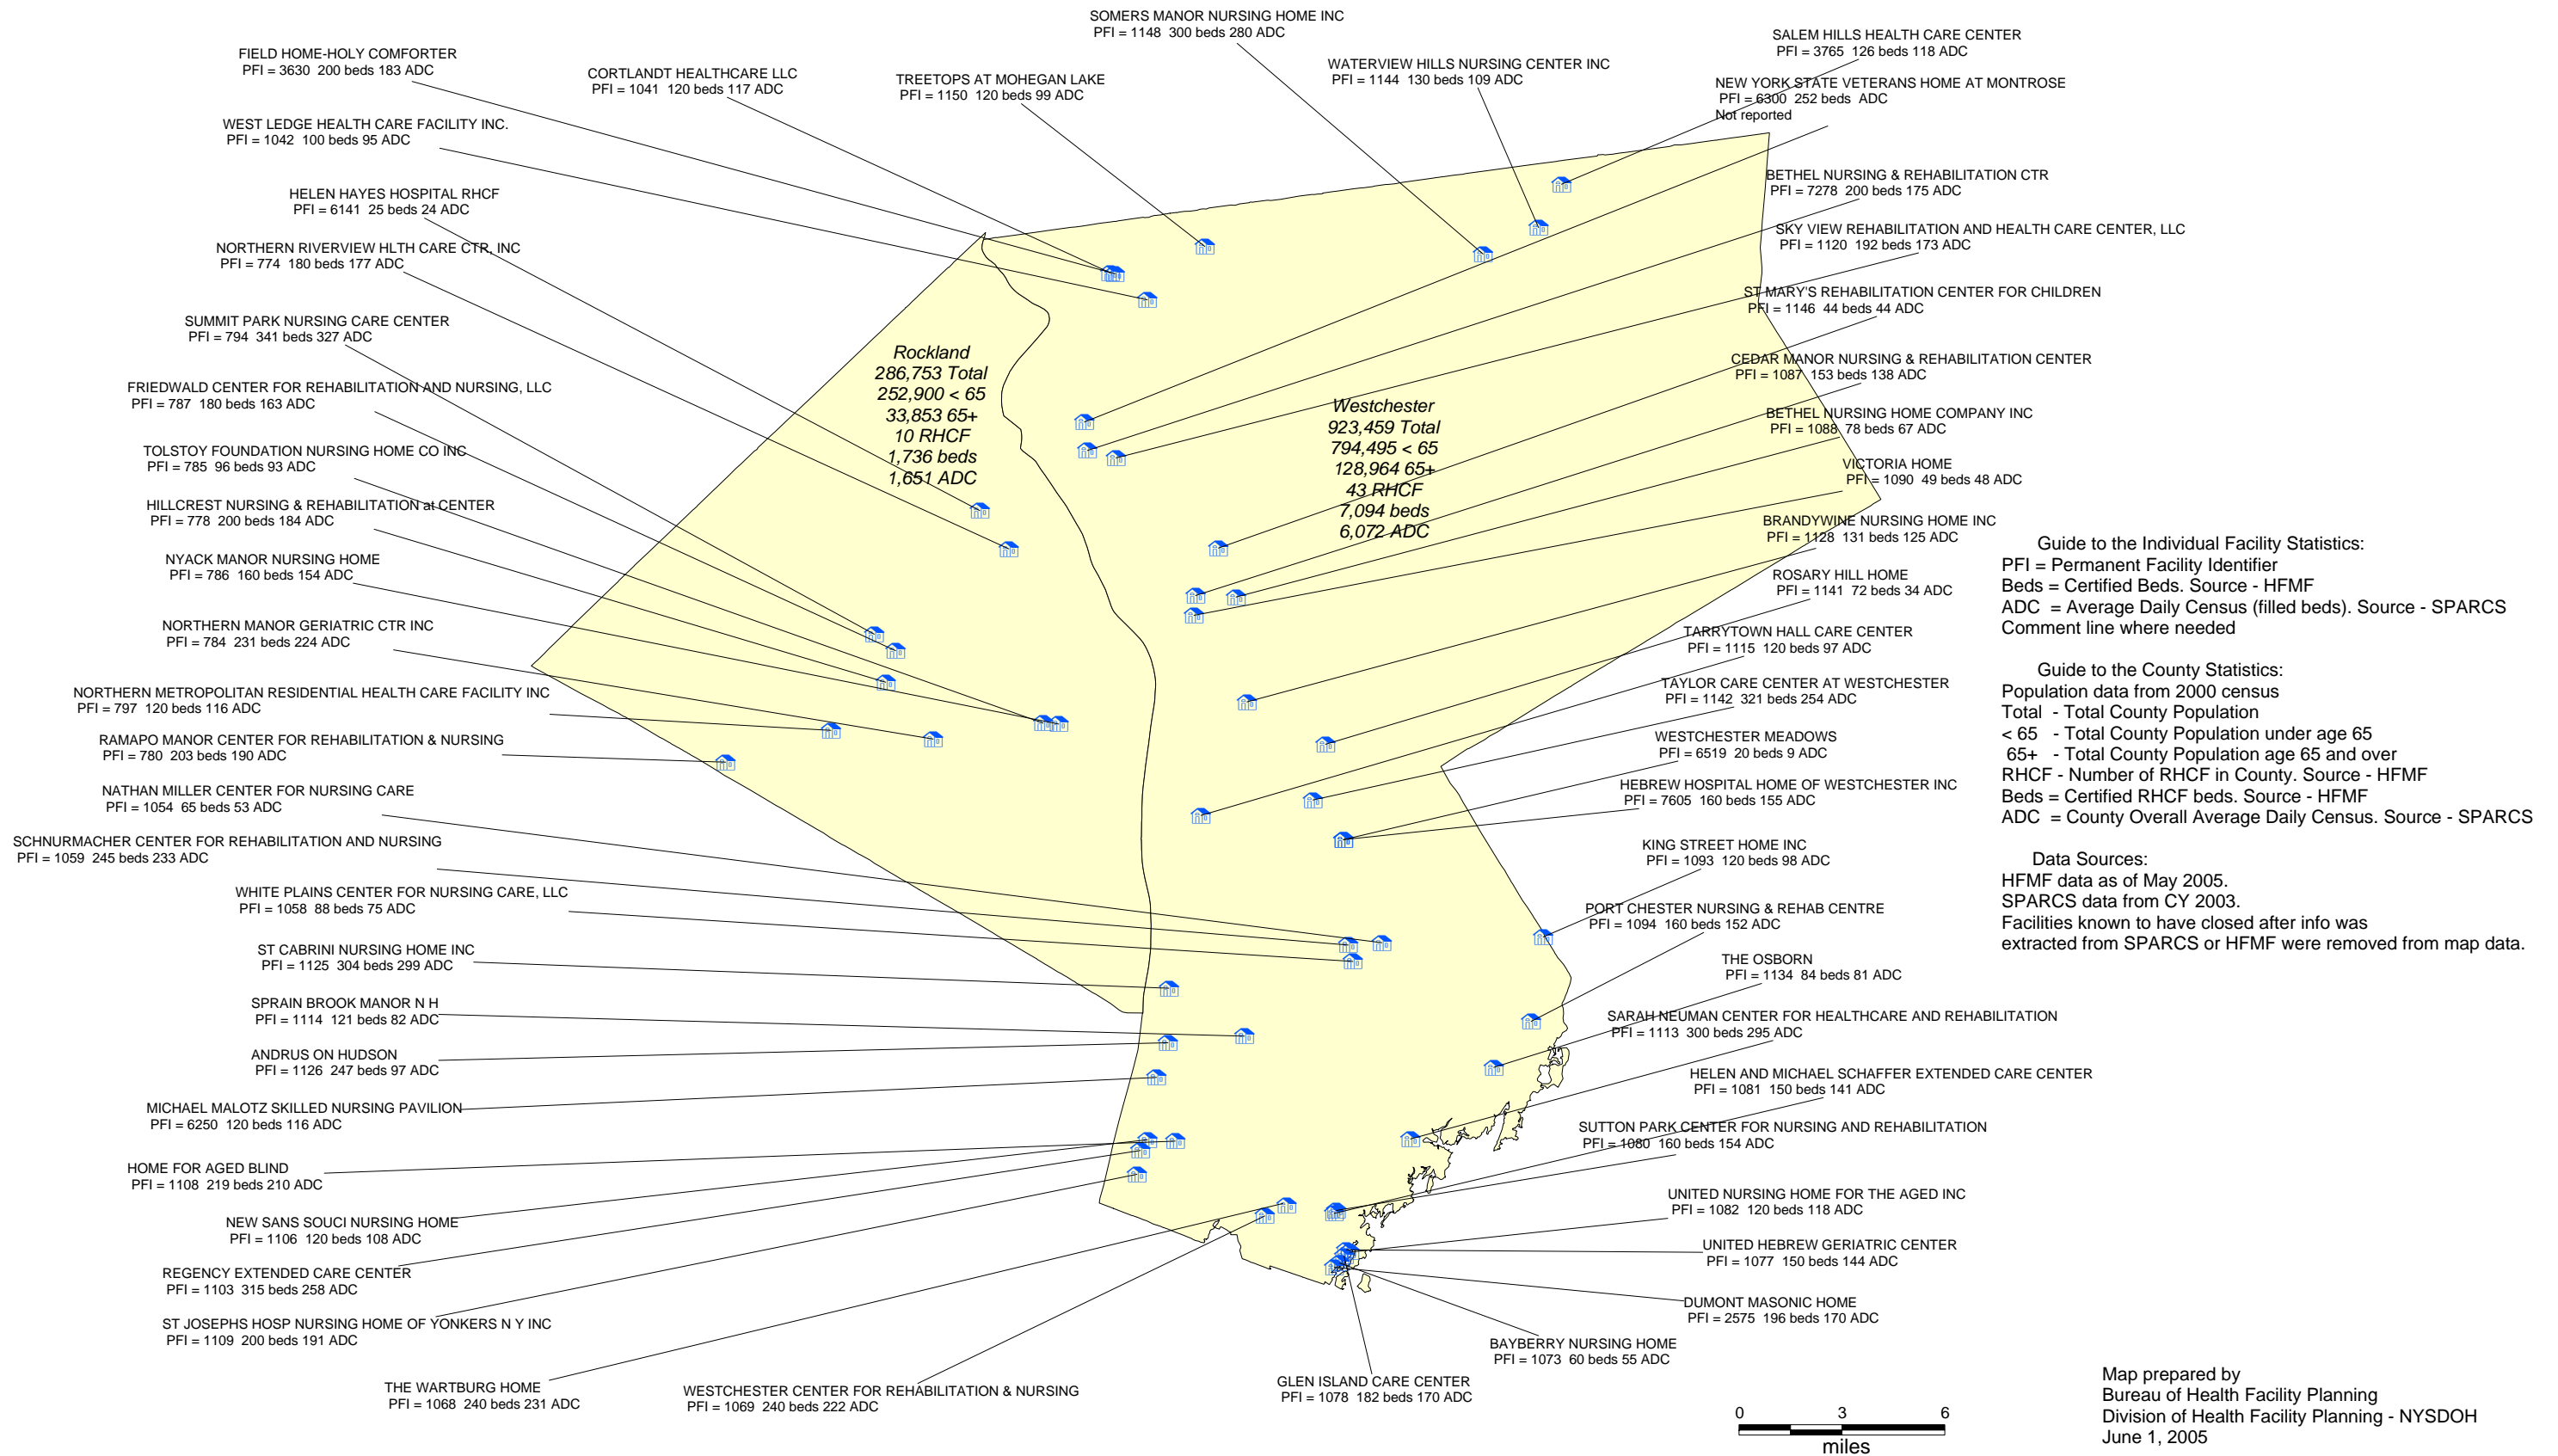 SOMERS MANOR NURSING HOME INC
PFI = 1148 300 beds 280 ADC
FIELD HOME-HOLY COMFORTER
PFI = 3630 200 beds 183 ADC
CORTLANDT HEALTHCARE LLC
PFI = 1041 120 beds 117 ADC
TREETOPS AT MOHEGAN LAKE
PFI = 1150 120 beds 99 ADC
WATERVIEW HILLS NURSING CENTER INC
PFI = 1144 130 beds 109 ADC
SALEM HILLS HEALTH CARE CENTER
PFI = 3765 126 beds 118 ADC
NEW YORK STATE VETERANS HOME AT MONTROSE
PFI = 6300 252 beds ADC
Not reported
WEST LEDGE HEALTH CARE FACILITY INC.
PFI = 1042 100 beds 95 ADC
HELEN HAYES HOSPITAL RHCF
PFI = 6141 25 beds 24 ADC
NORTHERN RIVERVIEW HLTH CARE CTR, INC
PFI = 774 180 beds 177 ADC
SUMMIT PARK NURSING CARE CENTER
PFI = 794 341 beds 327 ADC
FRIEDWALD CENTER FOR REHABILITATION AND NURSING, LLC
PFI = 787 180 beds 163 ADC
TOLSTOY FOUNDATION NURSING HOME CO INC
PFI = 785 96 beds 93 ADC
HILLCREST NURSING & REHABILITATION at CENTER
PFI = 778 200 beds 184 ADC
NYACK MANOR NURSING HOME
PFI = 786 160 beds 154 ADC
NORTHERN MANOR GERIATRIC CTR INC
PFI = 784 231 beds 224 ADC
NORTHERN METROPOLITAN RESIDENTIAL HEALTH CARE FACILITY INC
PFI = 797 120 beds 116 ADC
RAMAPO MANOR CENTER FOR REHABILITATION & NURSING
PFI = 780 203 beds 190 ADC
NATHAN MILLER CENTER FOR NURSING CARE
PFI = 1054 65 beds 53 ADC
SCHNURMACHER CENTER FOR REHABILITATION AND NURSING
PFI = 1059 245 beds 233 ADC
WHITE PLAINS CENTER FOR NURSING CARE, LLC
PFI = 1058 88 beds 75 ADC
ST CABRINI NURSING HOME INC
PFI = 1125 304 beds 299 ADC
SPRAIN BROOK MANOR N H
PFI = 1114 121 beds 82 ADC
ANDRUS ON HUDSON
PFI = 1126 247 beds 97 ADC
MICHAEL MALOTZ SKILLED NURSING PAVILION
PFI = 6250 120 beds 116 ADC
HOME FOR AGED BLIND
PFI = 1108 219 beds 210 ADC
NEW SANS SOUCI NURSING HOME
PFI = 1106 120 beds 108 ADC
REGENCY EXTENDED CARE CENTER
PFI = 1103 315 beds 258 ADC
ST JOSEPHS HOSP NURSING HOME OF YONKERS N Y INC
PFI = 1109 200 beds 191 ADC
THE WARTBURG HOME
PFI = 1068 240 beds 231 ADC
WESTCHESTER CENTER FOR REHABILITATION & NURSING
PFI = 1069 240 beds 222 ADC
Rockland
286,753 Total
252,900 < 65
33,853 65+
10 RHCF
1,736 beds
1,651 ADC
Westchester
923,459 Total
794,495 < 65
128,964 65+
43 RHCF
7,094 beds
6,072 ADC
BETHEL NURSING & REHABILITATION CTR
PFI = 7278 200 beds 175 ADC
SKY VIEW REHABILITATION AND HEALTH CARE CENTER, LLC
PFI = 1120 192 beds 173 ADC
ST MARY'S REHABILITATION CENTER FOR CHILDREN
PFI = 1146 44 beds 44 ADC
CEDAR MANOR NURSING & REHABILITATION CENTER
PFI = 1087 153 beds 138 ADC
BETHEL NURSING HOME COMPANY INC
PFI = 1088 78 beds 67 ADC
VICTORIA HOME
PFI = 1090 49 beds 48 ADC
BRANDYWINE NURSING HOME INC
PFI = 1128 131 beds 125 ADC
ROSARY HILL HOME
PFI = 1141 72 beds 34 ADC
TARRYTOWN HALL CARE CENTER
PFI = 1115 120 beds 97 ADC
TAYLOR CARE CENTER AT WESTCHESTER
PFI = 1142 321 beds 254 ADC
WESTCHESTER MEADOWS
PFI = 6519 20 beds 9 ADC
HEBREW HOSPITAL HOME OF WESTCHESTER INC
PFI = 7605 160 beds 155 ADC
KING STREET HOME INC
PFI = 1093 120 beds 98 ADC
PORT CHESTER NURSING & REHAB CENTRE
PFI = 1094 160 beds 152 ADC
THE OSBORN
PFI = 1134 84 beds 81 ADC
SARAH NEUMAN CENTER FOR HEALTHCARE AND REHABILITATION
PFI = 1113 300 beds 295 ADC
HELEN AND MICHAEL SCHAFFER EXTENDED CARE CENTER
PFI = 1081 150 beds 141 ADC
SUTTON PARK CENTER FOR NURSING AND REHABILITATION
PFI = 1080 160 beds 154 ADC
UNITED NURSING HOME FOR THE AGED INC
PFI = 1082 120 beds 118 ADC
UNITED HEBREW GERIATRIC CENTER
PFI = 1077 150 beds 144 ADC
DUMONT MASONIC HOME
PFI = 2575 196 beds 170 ADC
BAYBERRY NURSING HOME
PFI = 1073 60 beds 55 ADC
GLEN ISLAND CARE CENTER
PFI = 1078 182 beds 170 ADC
Guide to the Individual Facility Statistics:
PFI = Permanent Facility Identifier
Beds = Certified Beds. Source - HFMF
ADC = Average Daily Census (filled beds). Source - SPARCS
Comment line where needed
Guide to the County Statistics:
Population data from 2000 census
Total - Total County Population
< 65 - Total County Population under age 65
65+ - Total County Population age 65 and over
RHCF - Number of RHCF in County. Source - HFMF
Beds = Certified RHCF beds. Source - HFMF
ADC = County Overall Average Daily Census. Source - SPARCS
Data Sources:
HFMF data as of May 2005.
SPARCS data from CY 2003.
Facilities known to have closed after info was
extracted from SPARCS or HFMF were removed from map data.
0 3 6
miles
Map prepared by
Bureau of Health Facility Planning
Division of Health Facility Planning - NYSDOH
June 1, 2005